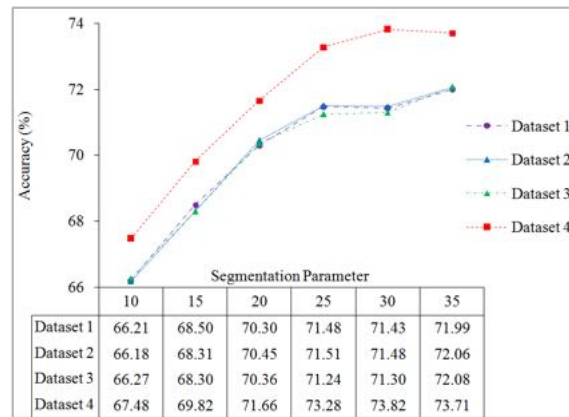 74
72
70
68
66
Accuracy (%)
Dataset 1
Dataset 2
Dataset 3
Dataset 4
Segmentation Parameter
10 15 20 25 30 35
Dataset 1 66.21 68.50 70.30 71.48 71.43 71.99
Dataset 2 66.18 68.31 70.45 71.51 71.48 72.06
Dataset 3 66.27 68.30 70.36 71.24 71.30 72.08
Dataset 4 67.48 69.82 71.66 73.28 73.82 73.71